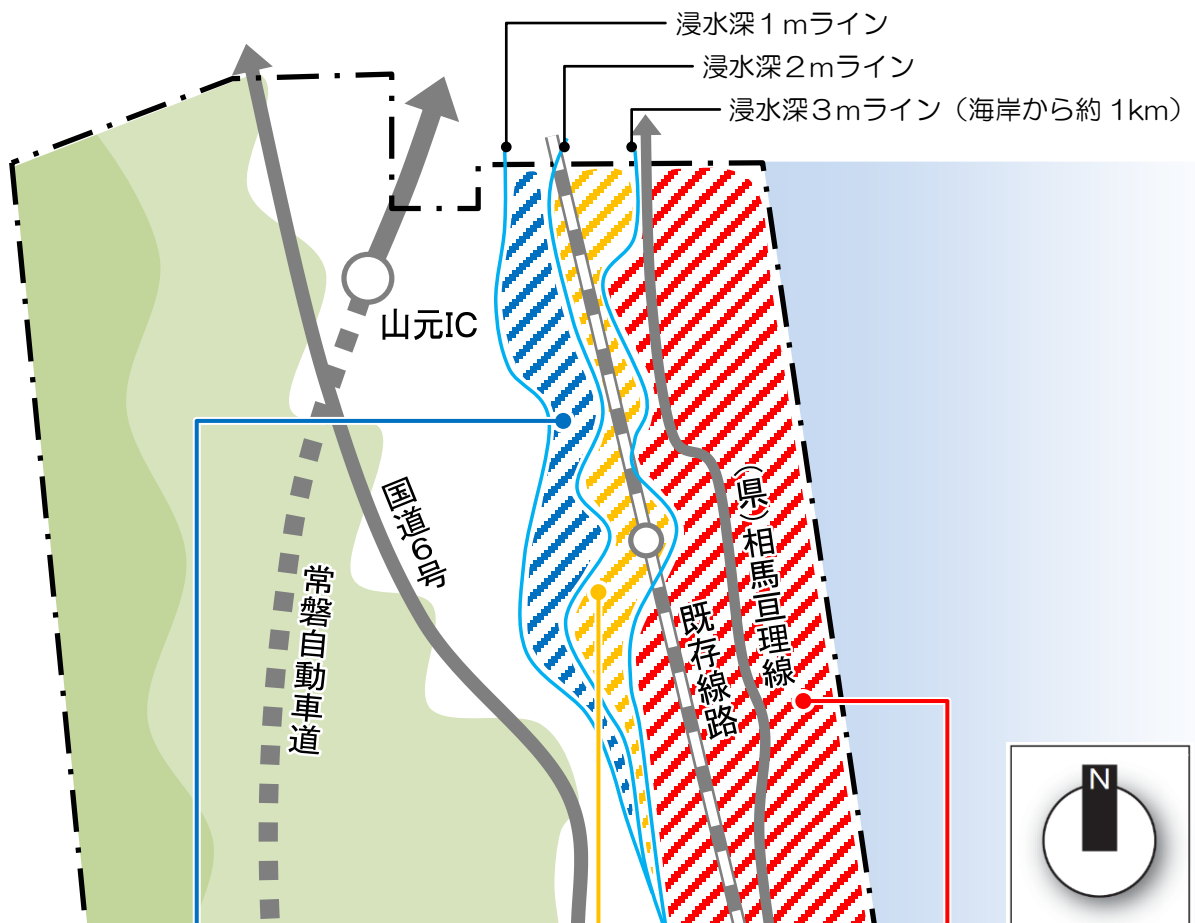 浸水深１ｍライン
浸水深２ｍライン
浸水深３ｍライン（海岸から約 1km）
山元IC
国道６号
常磐自動車道
（県）相馬亘理線
既存線路
N